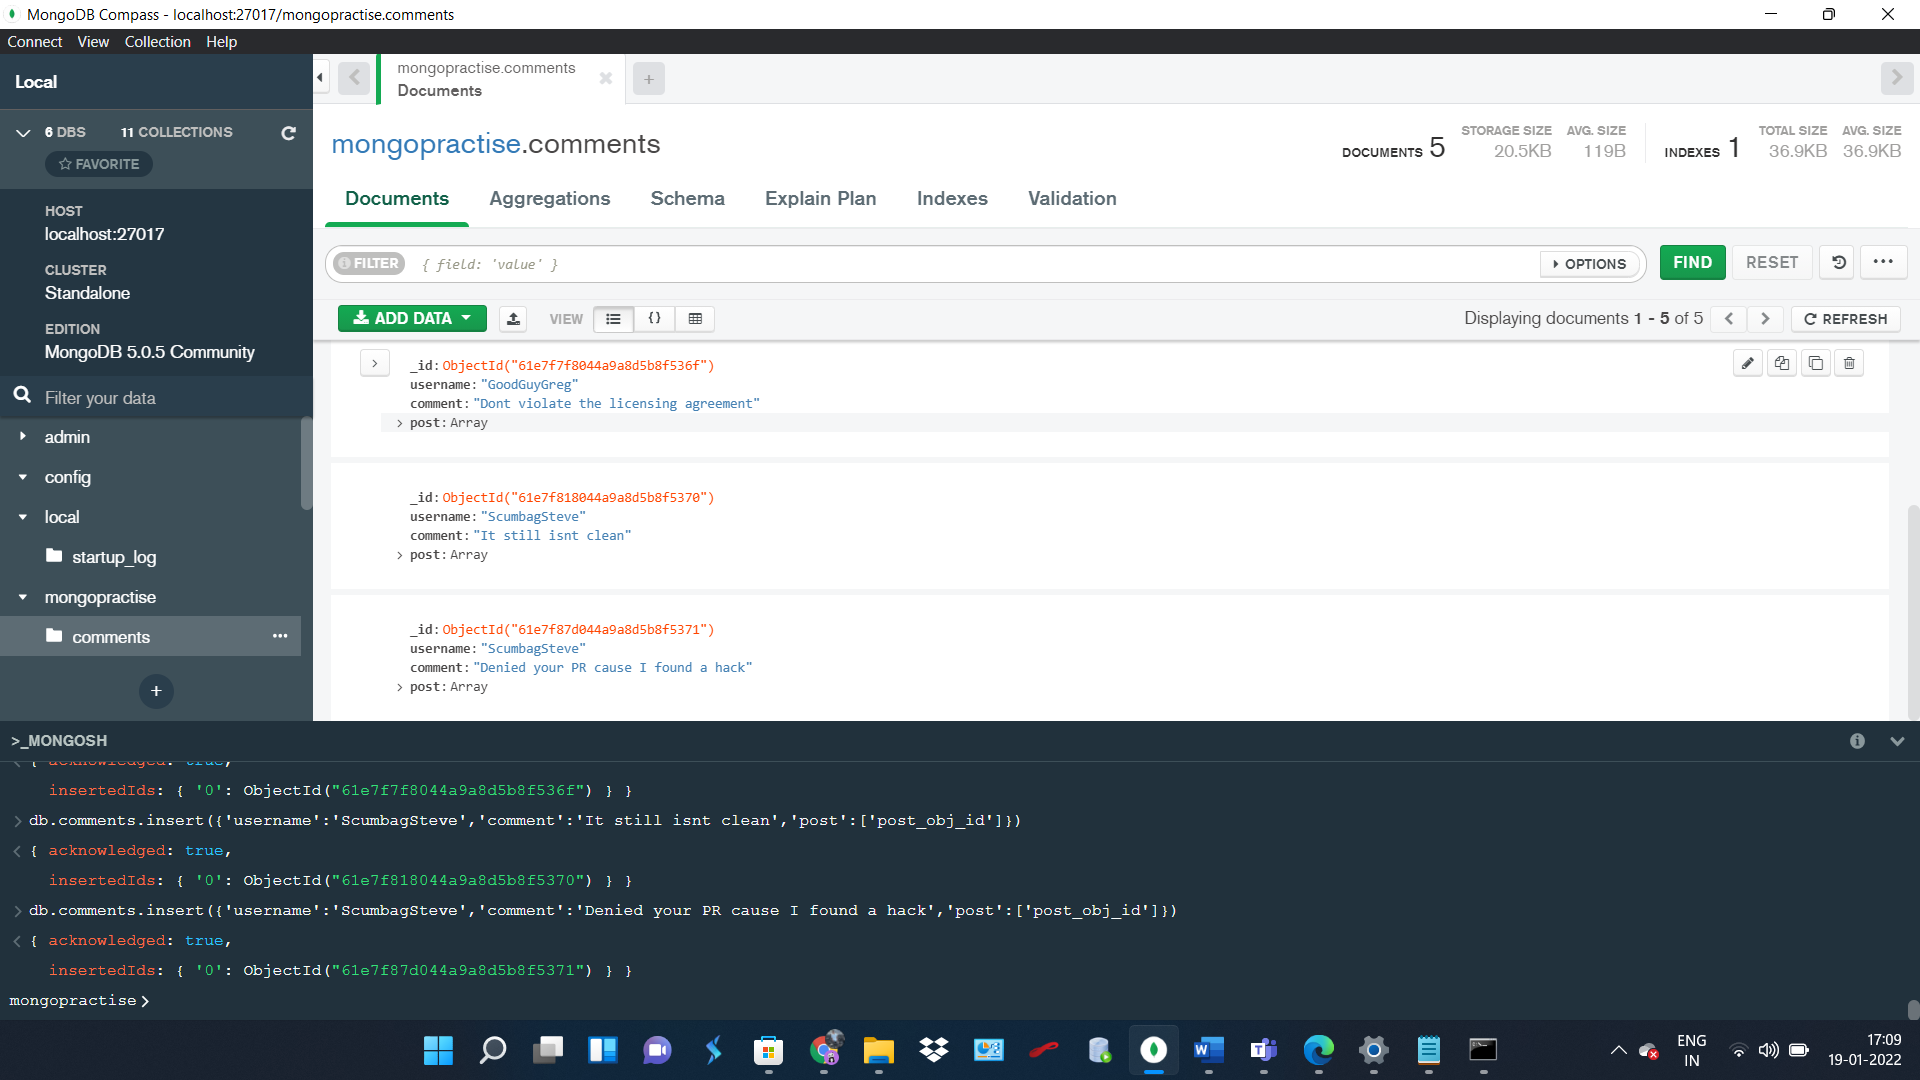 MongoDB Compass - localhost:27017/mongopractise.comments
Connect View Collection Help
Local
6 DBS 11 COLLECTIONS
FAVORITE
HOST
localhost:27017
CLUSTER
Standalone
EDITION
MongoDB 5.0.5 Community
Filter your data
admin
config
local
startup_log
mongopractise
comments
mongopractise.comments
Documents
mongopractise.comments
DOCUMENTS 5
STORAGE SIZE
20.5KB
AVG. SIZE
119B
INDEXES 1
TOTAL SIZE
36.9KB
AVG. SIZE
36.9KB
Documents Aggregations Schema Explain Plan Indexes Validation
FILTER { field: 'value' } OPTIONS FIND RESET
ADD DATA VIEW Displaying documents 1 - 5 of 5 REFRESH
_id: ObjectId("61e7f7f8044a9a8d5b8f536f")
username: "GoodGuyGreg"
comment: "Dont violate the licensing agreement"
> post: Array
_id: ObjectId("61e7f818044a9a8d5b8f5370")
username: "ScumbagSteve"
comment: "It still isnt clean"
> post: Array
_id: ObjectId("61e7f87d044a9a8d5b8f5371")
username: "ScumbagSteve"
comment: "Denied your PR cause I found a hack"
> post: Array
>_MONGOSH
< { acknowledged: true,
insertedIds: { '0': ObjectId("61e7f7f8044a9a8d5b8f536f") } }
> db.comments.insert({'username':'ScumbagSteve','comment':'It still isnt clean','post':['post_obj_id']})
< { acknowledged: true,
insertedIds: { '0': ObjectId("61e7f818044a9a8d5b8f5370") } }
> db.comments.insert({'username':'ScumbagSteve','comment':'Denied your PR cause I found a hack','post':['post_obj_id']})
< { acknowledged: true,
insertedIds: { '0': ObjectId("61e7f87d044a9a8d5b8f5371") } }
mongopractise >
ENG
IN
17:09
19-01-2022